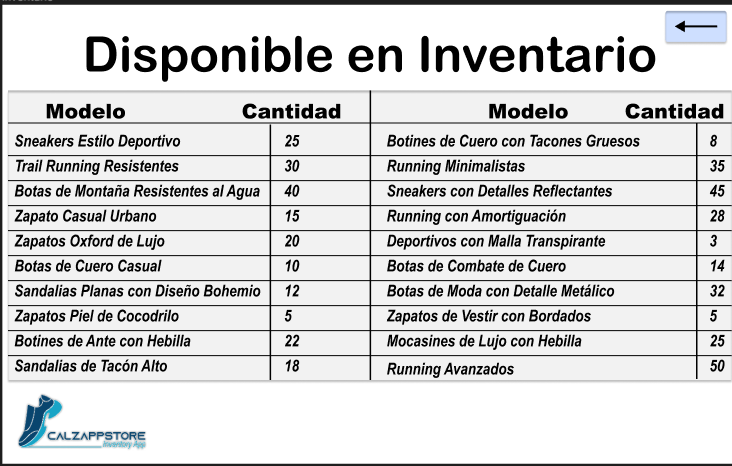 Disponible en Inventario
Modelo Cantidad Modelo Cantidad
Sneakers Estilo Deportivo 25 Botines de Cuero con Tacones Gruesos 8
Trail Running Resistentes 30 Running Minimalistas 35
Botas de Montaña Resistentes al Agua 40 Sneakers con Detalles Reflectantes 45
Zapato Casual Urbano 15 Running con Amortiguación 28
Zapatos Oxford de Lujo 20 Deportivos con Malla Transpirante 3
Botas de Cuero Casual 10 Botas de Combate de Cuero 14
Sandalias Planas con Diseño Bohemio 12 Botas de Moda con Detalle Metálico 32
Zapatos Piel de Cocodrilo 5 Zapatos de Vestir con Bordados 5
Botines de Ante con Hebilla 22 Mocasines de Lujo con Hebilla 25
Sandalias de Tacón Alto 18 Running Avanzados 50
CALZAPPSTORE
Inventory App